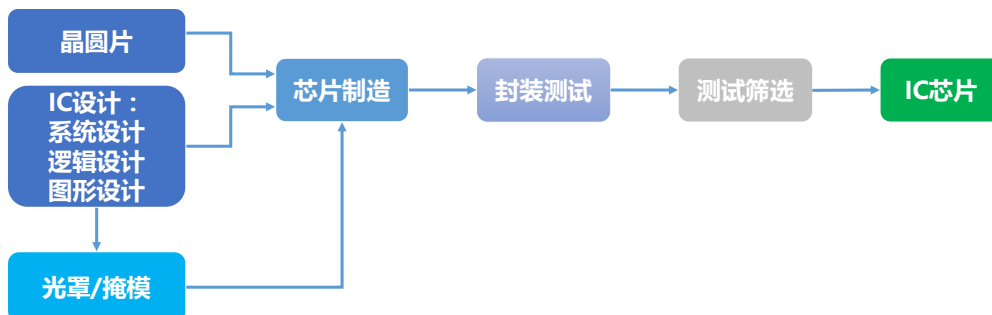 晶圆片
IC设计：
系统设计
逻辑设计
图形设计
光罩/掩模
芯片制造
封装测试
测试筛选
IC芯片